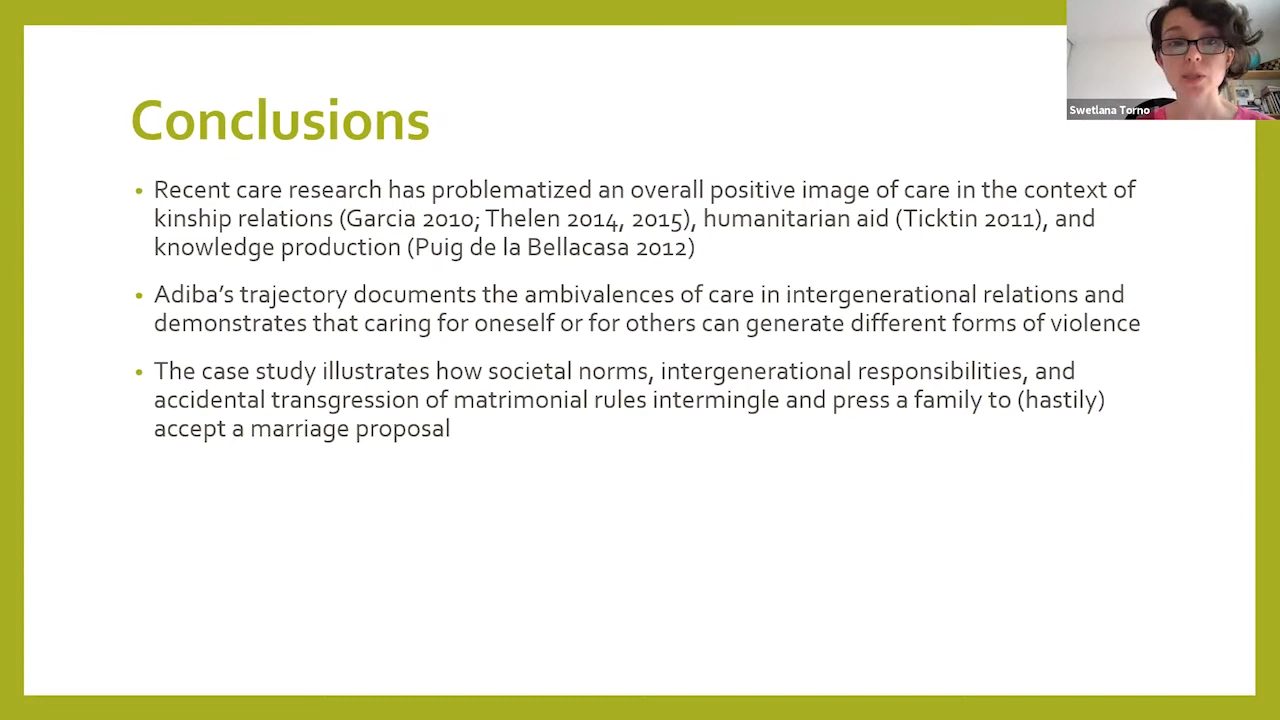 Conclusions
• Recent care research has problematized an overall positive image of care in the context of
kinship relations (Garcia 2010; Thelen 2014, 2015), humanitarian aid (Ticktin 2011), and
knowledge production (Puig de la Bellacasa 2012)
• Adiba’s trajectory documents the ambivalences of care in intergenerational relations and
demonstrates that caring for oneself or for others can generate different forms of violence
• The case study illustrates how societal norms, intergenerational responsibilities, and
accidental transgression of matrimonial rules intermingle and press a family to (hastily)
accept a marriage proposal
Swetlana Torno